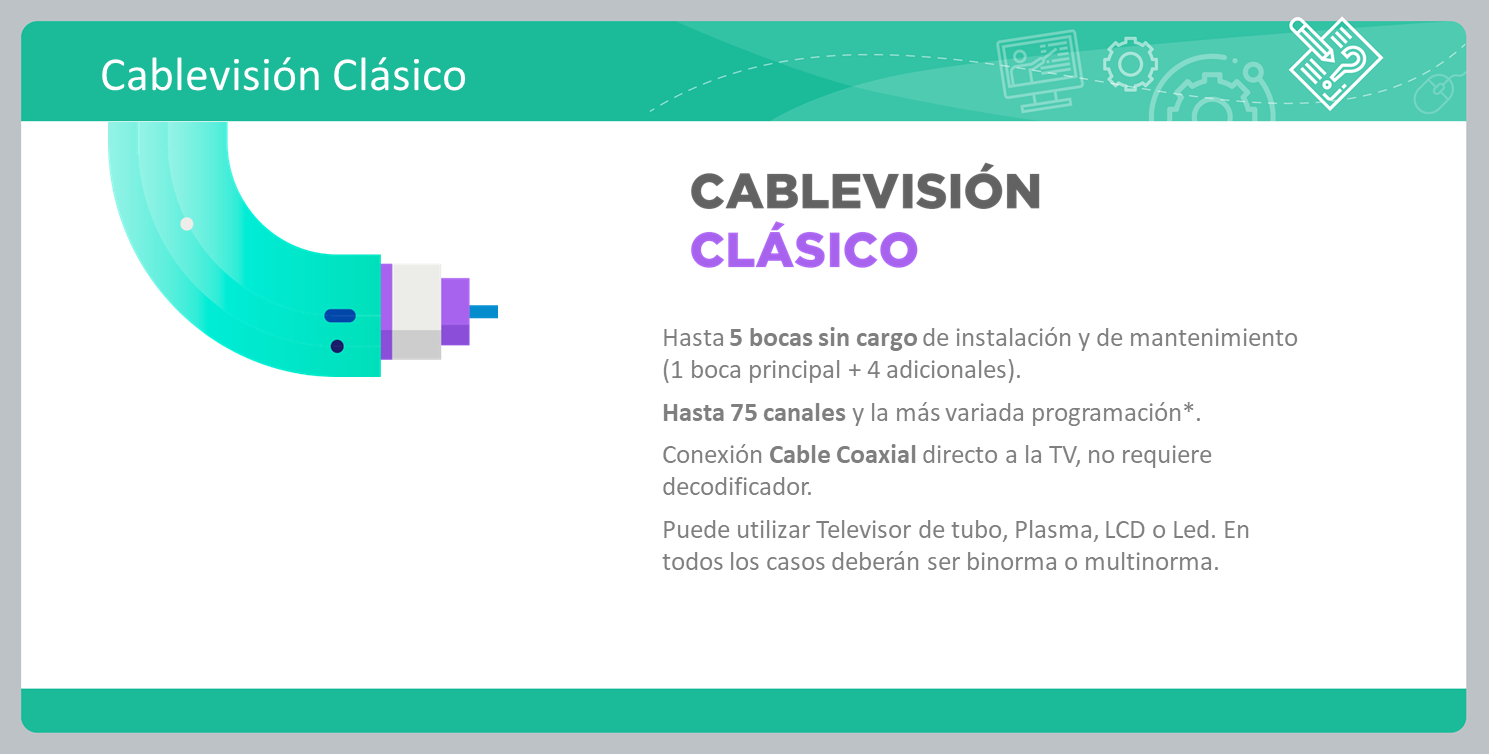 Cablevisión Clásico
CABLEVISIÓN
CLÁSICO
Hasta 5 bocas sin cargo de instalación y de mantenimiento
(1 boca principal + 4 adicionales).
Hasta 75 canales y la más variada programación*.
Conexión Cable Coaxial directo a la TV, no requiere
decodificador.
Puede utilizar Televisor de tubo, Plasma, LCD o Led. En
todos los casos deberán ser binorma o multinorma.